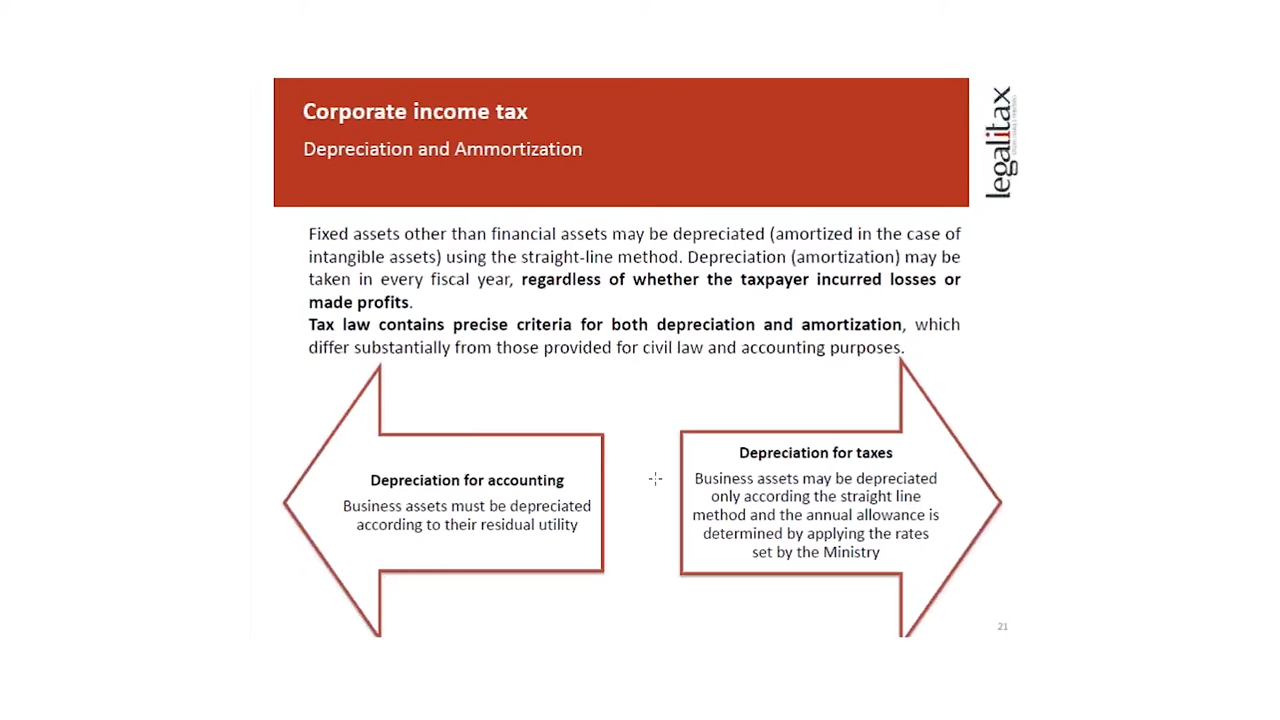 Corporate income tax
Depreciation and Ammortization
legalitax
Fixed assets other than financial assets may be depreciated (amortized in the case of
intangible assets) using the straight-line method. Depreciation (amortization) may be
taken in every fiscal year, regardless of whether the taxpayer incurred losses or
made profits.
Tax law contains precise criteria for both depreciation and amortization, which
differ substantially from those provided for civil law and accounting purposes.
Depreciation for accounting
Business assets must be depreciated
according to their residual utility
Depreciation for taxes
Business assets may be depreciated
only according the straight line
method and the annual allowance is
determined by applying the rates
set by the Ministry
21